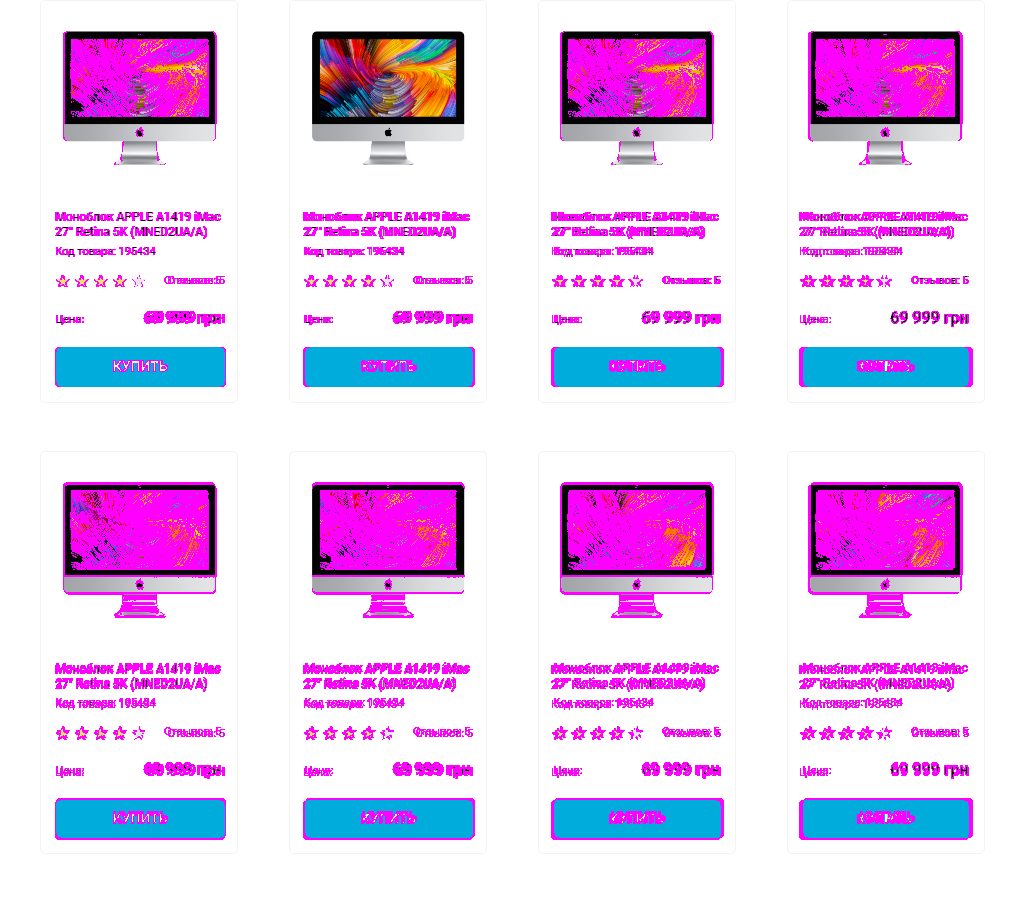 Моноблок APPLE A1419 iMac
27" Retina 5K (MNED2UA/A)
Код товара: 195434
Отзывов: 5
Цена:
69 999 грн
КУПИТЬ
Моноблок APPLE A1419 iMac
27" Retina 5K (MNED2UA/A)
Код товара: 195434
Отзывов: 5
Цена:
69 999 грн
КУПИТЬ
Моноблок APPLE A1419 iMac
27" Retina 5K (MNED2UA/A)
Код товара: 195434
Отзывов: 5
Цена:
69 999 грн
КУПИТЬ
Моноблок APPLE A1419 iMac
27" Retina 5K (MNED2UA/A)
Код товара: 195434
Отзывов: 5
Цена:
69 999 грн
КУПИТЬ
Моноблок APPLE A1419 iMac
27" Retina 5K (MNED2UA/A)
Код товара: 195434
Отзывов: 5
Цена:
69 999 грн
КУПИТЬ
Моноблок APPLE A1419 iMac
27" Retina 5K (MNED2UA/A)
Код товара: 195434
Отзывов: 5
Цена:
69 999 грн
КУПИТЬ
Моноблок APPLE A1419 iMac
27" Retina 5K (MNED2UA/A)
Код товара: 195434
Отзывов: 5
Цена:
69 999 грн
КУПИТЬ
Моноблок APPLE A1419 iMac
27" Retina 5K (MNED2UA/A)
Код товара: 195434
Отзывов: 5
Цена:
69 999 грн
КУПИТЬ